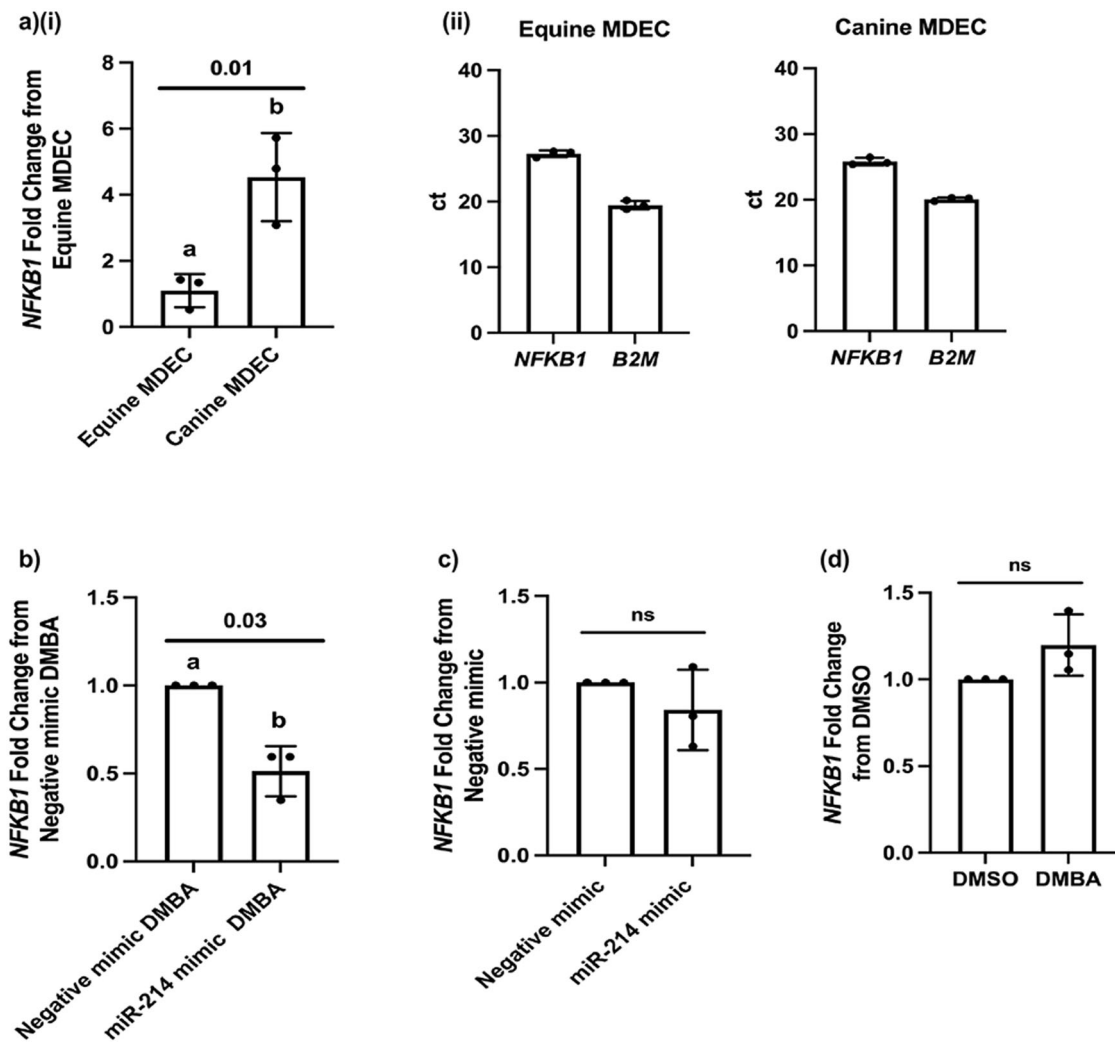 a)(i)
NFKB1 Fold Change from
Equine MDEC
8
6
4
2
0
0.01
a
b
Equine MDEC
Canine MDEC
(ii)
Equine MDEC
ct
40
30
20
10
0
NFKB1 B2M
Canine MDEC
ct
40
30
20
10
0
NFKB1 B2M
b)
NFKB1 Fold Change from
Negative mimic DMBA
1.5
1.0
0.5
0.0
0.03
a
b
Negative mimic DMBA
miR-214 mimic DMBA
c)
NFKB1 Fold Change from
Negative mimic
1.5
1.0
0.5
0.0
ns
Negative mimic
miR-214 mimic
(d)
NFKB1 Fold Change
from DMSO
1.5
1.0
0.5
0.0
ns
DMSO DMBA